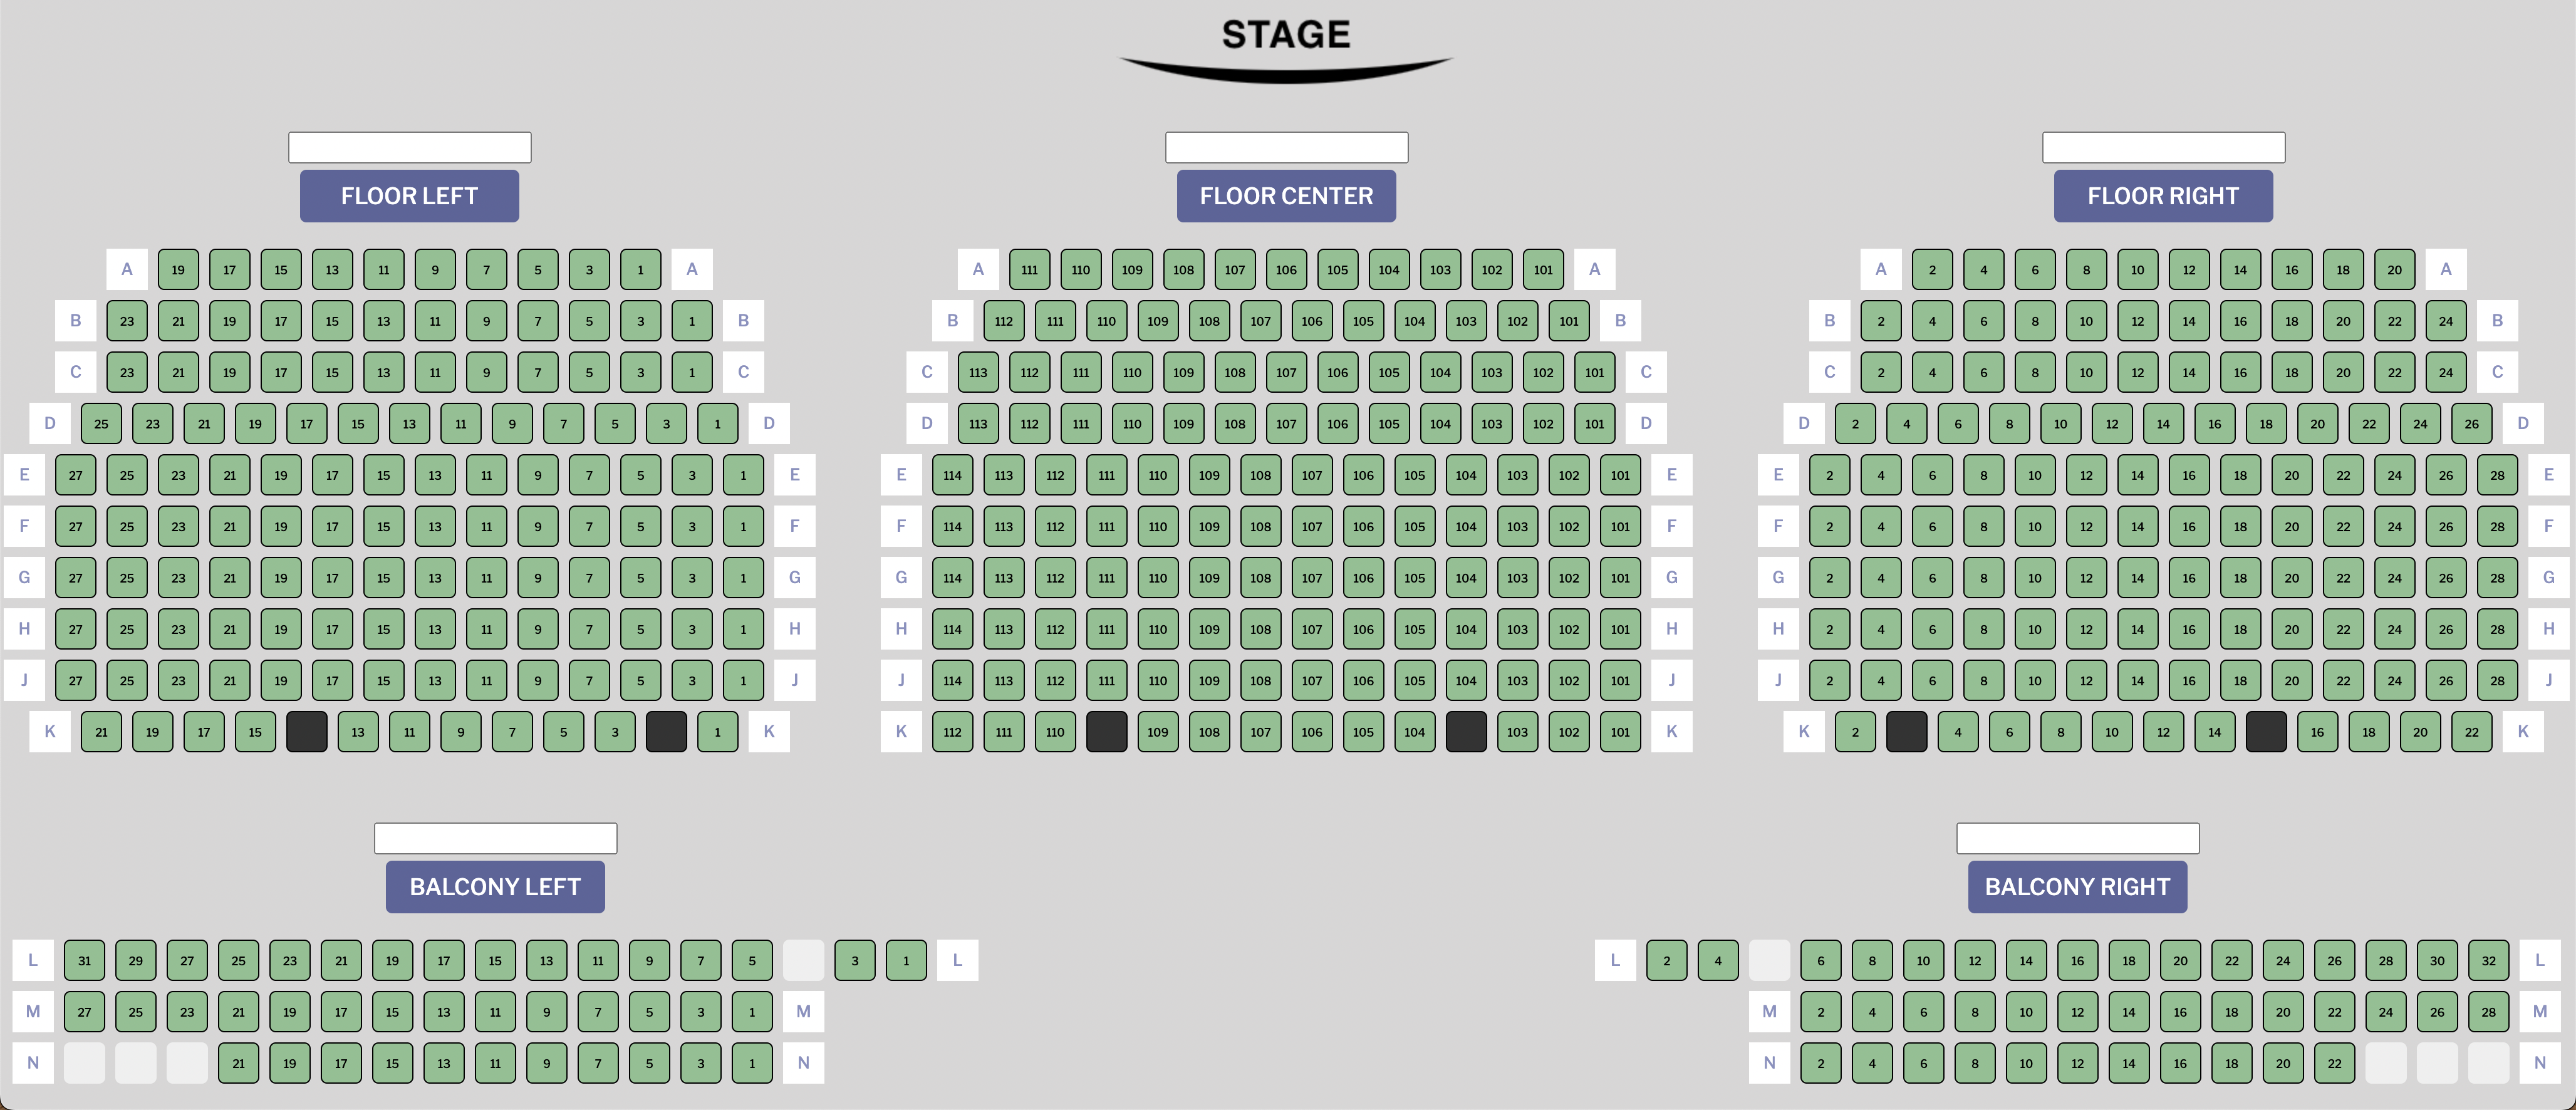 STAGE
FLOOR LEFT FLOOR CENTER FLOOR RIGHT
A 19 17 15 13 11 9 7 5 3 1 A A 111 110 109 108 107 106 105 104 103 102 101 A A 2 4 6 8 10 12 14 16 18 20 A
B 23 21 19 17 15 13 11 9 7 5 3 1 B B 112 111 110 109 108 107 106 105 104 103 102 101 B B 2 4 6 8 10 12 14 16 18 20 22 24 B
C 23 21 19 17 15 13 11 9 7 5 3 1 C C 113 112 111 110 109 108 107 106 105 104 103 102 101 C C 2 4 6 8 10 12 14 16 18 20 22 24 C
D 25 23 21 19 17 15 13 11 9 7 5 3 1 D D 113 112 111 110 109 108 107 106 105 104 103 102 101 D D 2 4 6 8 10 12 14 16 18 20 22 24 26 D
E 27 25 23 21 19 17 15 13 11 9 7 5 3 1 E E 114 113 112 111 110 109 108 107 106 105 104 103 102 101 E E 2 4 6 8 10 12 14 16 18 20 22 24 26 28 E
F 27 25 23 21 19 17 15 13 11 9 7 5 3 1 F F 114 113 112 111 110 109 108 107 106 105 104 103 102 101 F F 2 4 6 8 10 12 14 16 18 20 22 24 26 28 F
G 27 25 23 21 19 17 15 13 11 9 7 5 3 1 G G 114 113 112 111 110 109 108 107 106 105 104 103 102 101 G G 2 4 6 8 10 12 14 16 18 20 22 24 26 28 G
H 27 25 23 21 19 17 15 13 11 9 7 5 3 1 H H 114 113 112 111 110 109 108 107 106 105 104 103 102 101 H H 2 4 6 8 10 12 14 16 18 20 22 24 26 28 H
J 27 25 23 21 19 17 15 13 11 9 7 5 3 1 J J 114 113 112 111 110 109 108 107 106 105 104 103 102 101 J J 2 4 6 8 10 12 14 16 18 20 22 24 26 28 J
K 21 19 17 15 13 11 9 7 5 3 1 K K 112 111 110 109 108 107 106 105 104 103 102 101 K K 2 4 6 8 10 12 14 16 18 20 22 K
BALCONY LEFT BALCONY RIGHT
L 31 29 27 25 23 21 19 17 15 13 11 9 7 5 3 1 L L 2 4 6 8 10 12 14 16 18 20 22 24 26 28 30 32 L
M 27 25 23 21 19 17 15 13 11 9 7 5 3 1 M M 2 4 6 8 10 12 14 16 18 20 22 24 26 28 M
N 21 19 17 15 13 11 9 7 5 3 1 N N 2 4 6 8 10 12 14 16 18 20 22 N